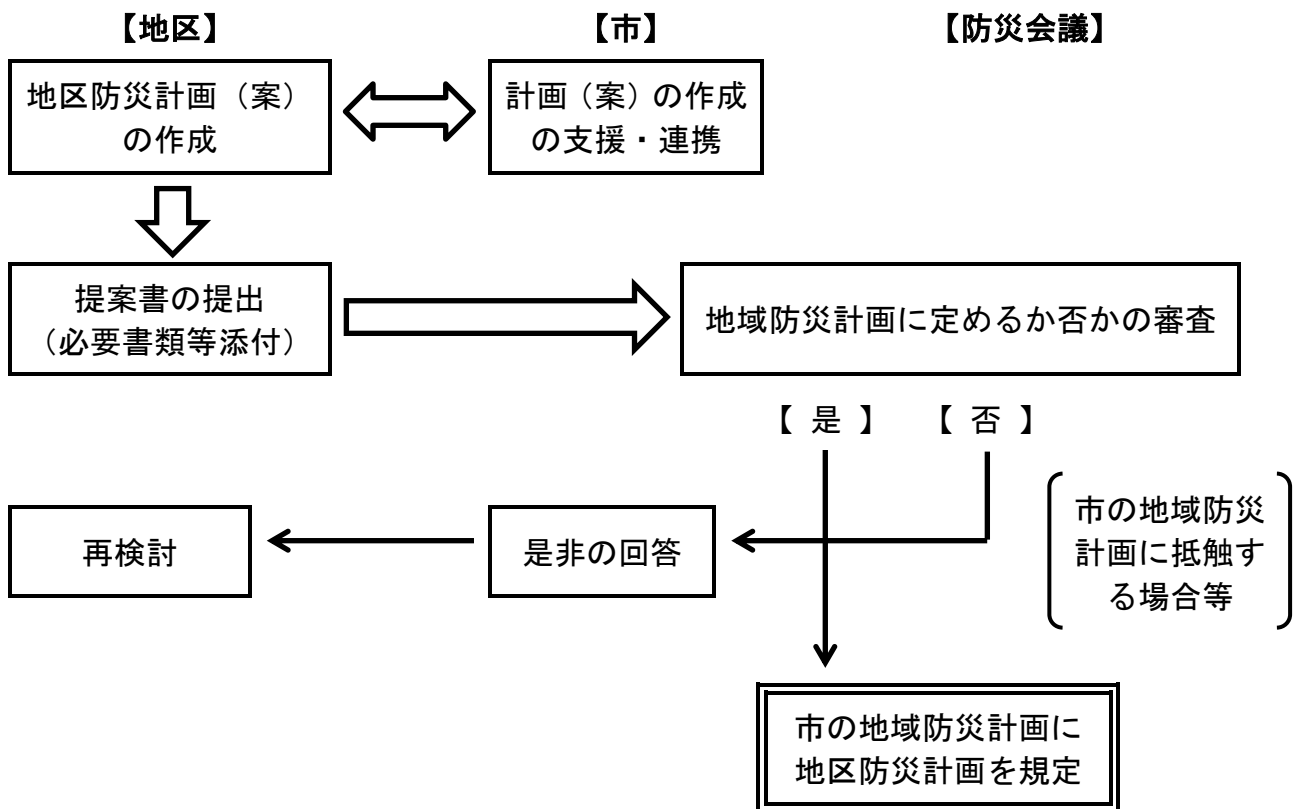 【地区】
【市】
【防災会議】
地区防災計画（案）
の作成
計画（案）の作成
の支援・連携
提案書の提出
（必要書類等添付）
地域防災計画に定めるか否かの審査
【 是 】
【 否 】
再検討
是非の回答
市の地域防災
計画に抵触す
る場合等
市の地域防災計画に
地区防災計画を規定